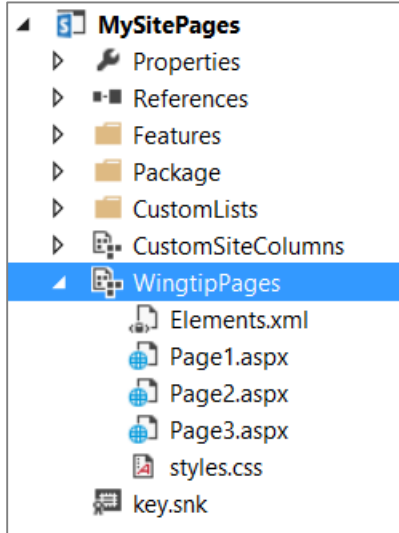 MySitePages
Properties
References
Features
Package
CustomLists
CustomSiteColumns
WingtipPages
Elements.xml
Page1.aspx
Page2.aspx
Page3.aspx
styles.css
key.snk